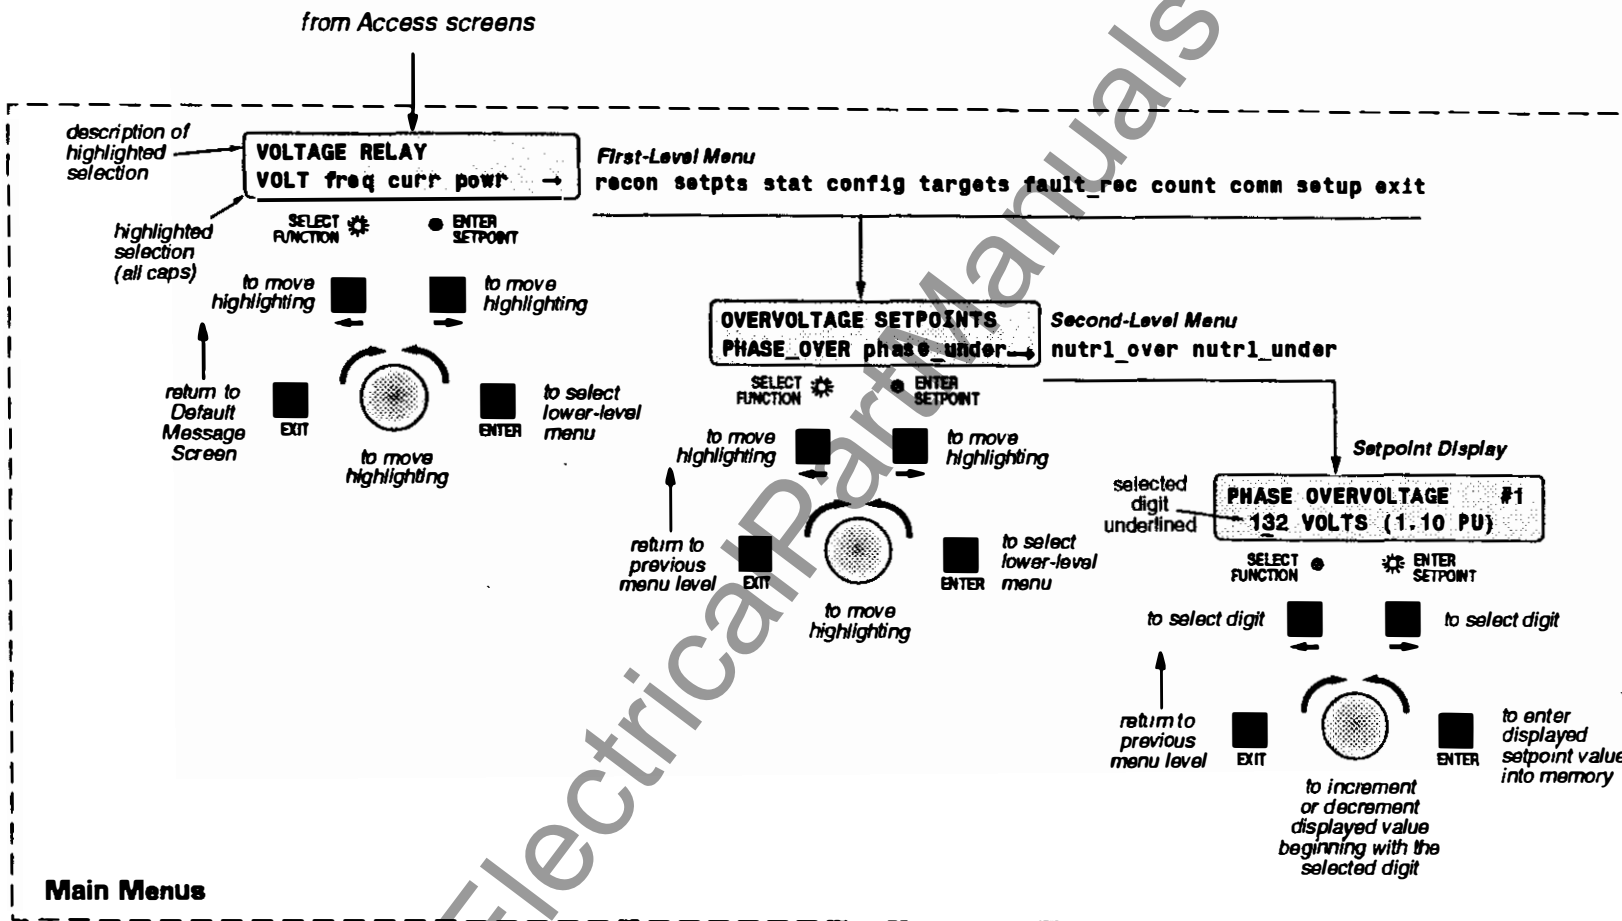 from Access screens
description of
highlighted
selection
VOLTAGE RELAY
VOLT freq curr powr →
First-Level Menu
recon setpts stat config targets fault_rec count comm setup exit
highlighted
selection
(all caps)
SELECT
FUNCTION
ENTER
SETPOINT
to move
highlighting
to move
highlighting
return to
Default
Message
Screen
EXIT
to move
highlighting
ENTER
to select
lower-level
menu
OVERVOLTAGE SETPOINTS
PHASE_OVER phase_under→
Second-Level Menu
nutrl_over nutrl_under
SELECT
FUNCTION
ENTER
SETPOINT
to move
highlighting
to move
highlighting
return to
previous
menu level
EXIT
to move
highlighting
ENTER
to select
lower-level
menu
Setpoint Display
selected
digit
underlined
PHASE OVERVOLTAGE #1
132 VOLTS (1.10 PU)
SELECT
FUNCTION
ENTER
SETPOINT
to select digit
to select digit
return to
previous
menu level
EXIT
to increment
or decrement
displayed value
beginning with the
selected digit
ENTER
to enter
displayed
setpoint value
into memory
Main Menus
ElectricalPartManuals